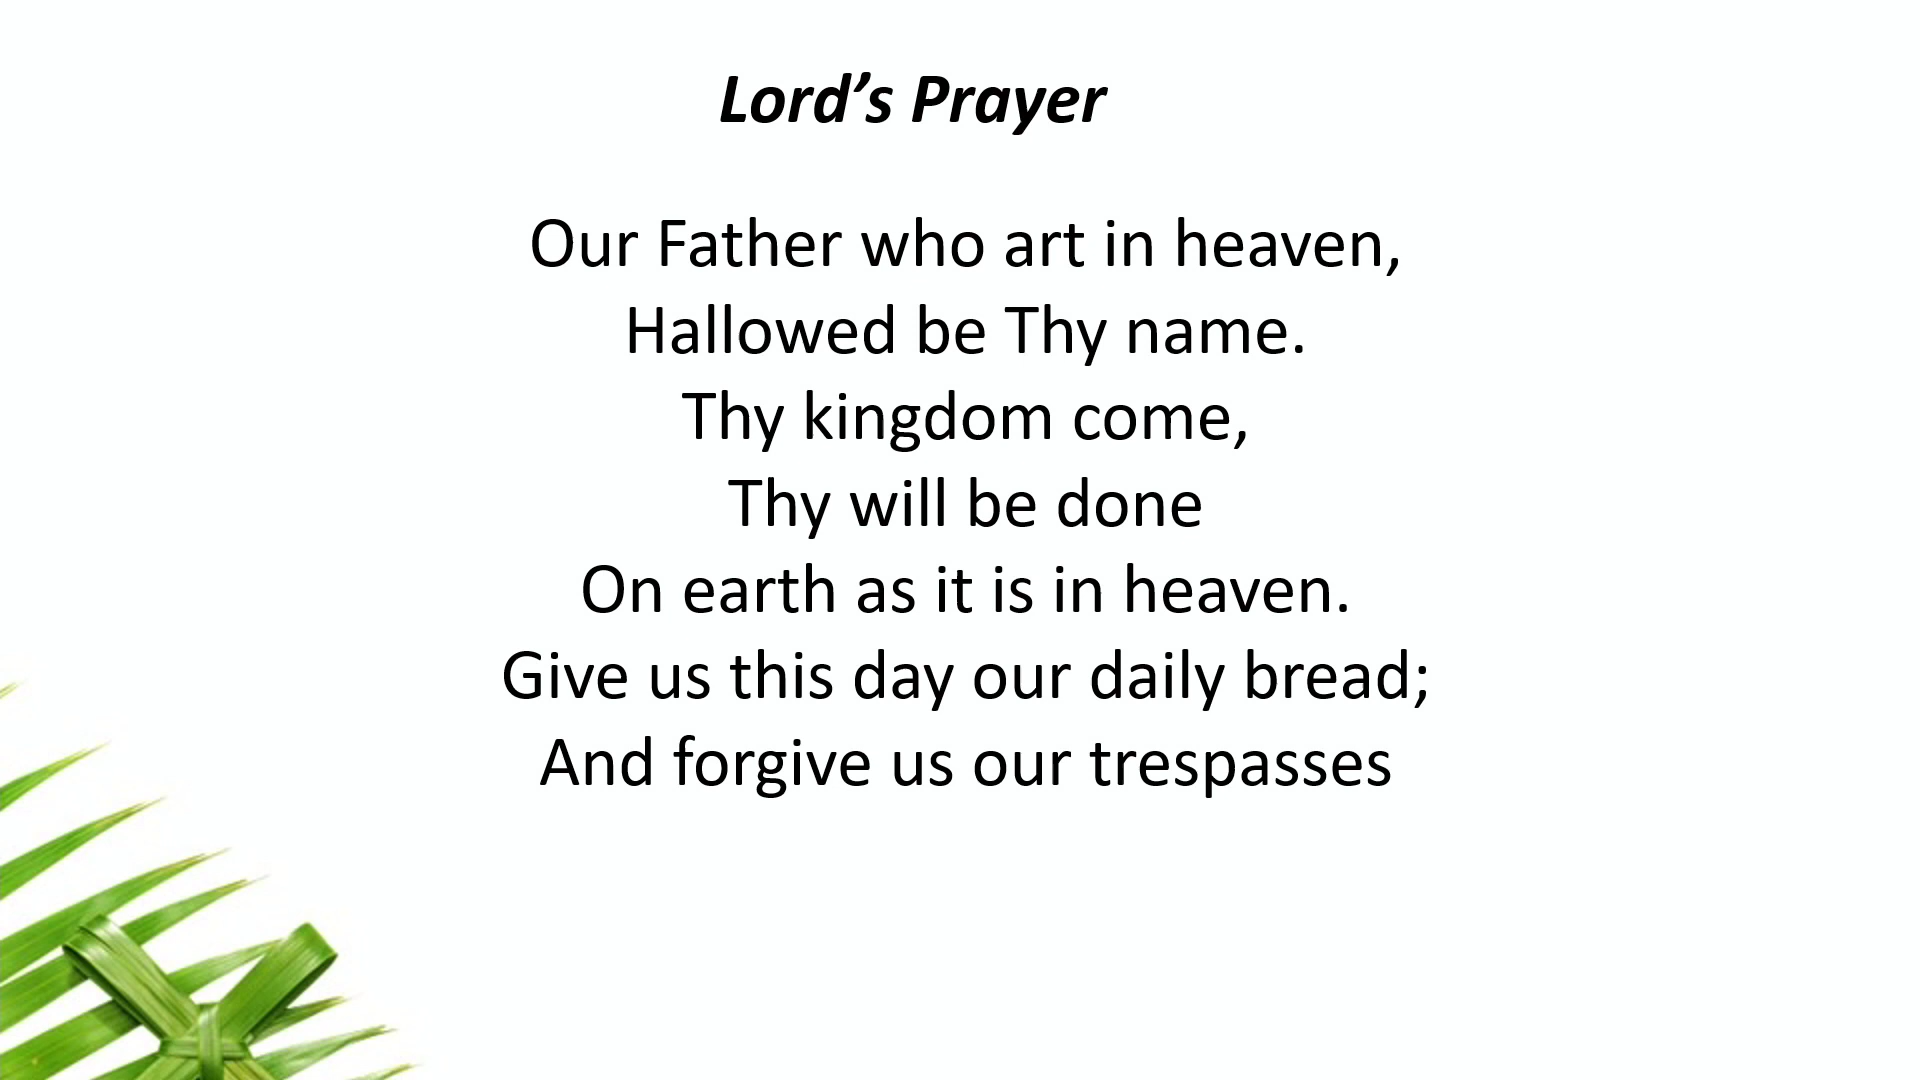 Lord’s Prayer
Our Father who art in heaven,
Hallowed be Thy name.
Thy kingdom come,
Thy will be done
On earth as it is in heaven.
Give us this day our daily bread;
And forgive us our trespasses